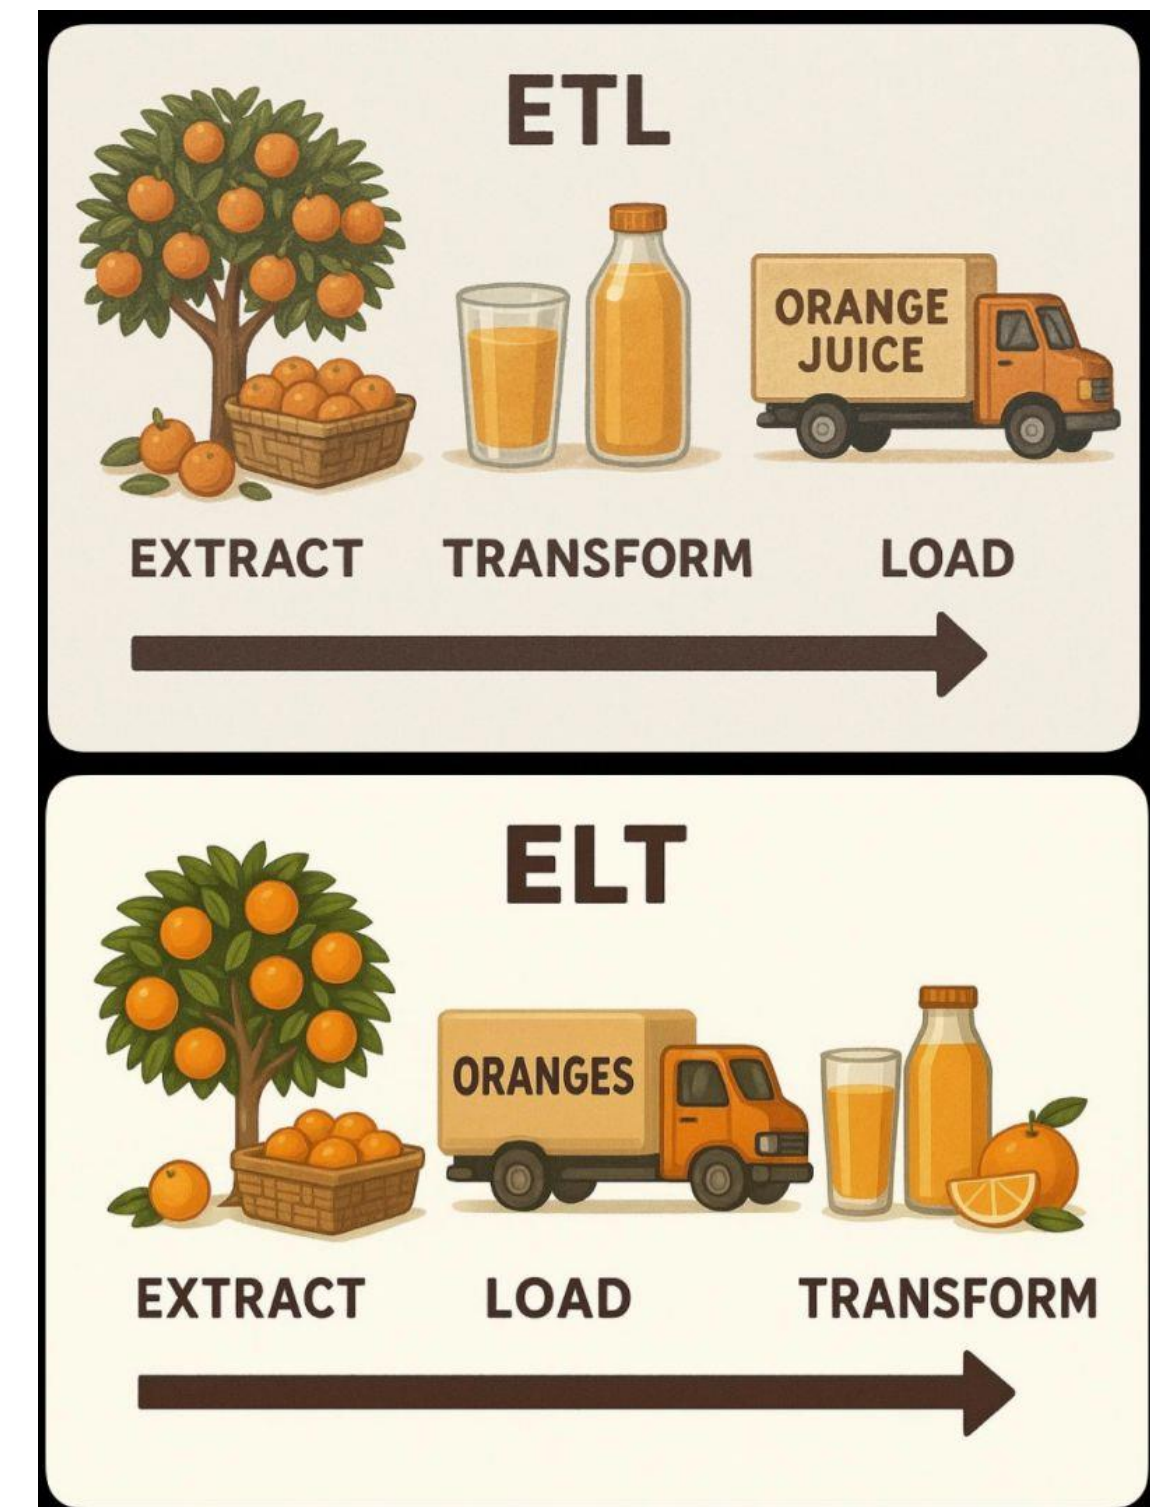 ETL
ORANGE
JUICE
EXTRACT TRANSFORM LOAD
ELT
ORANGES
EXTRACT LOAD TRANSFORM